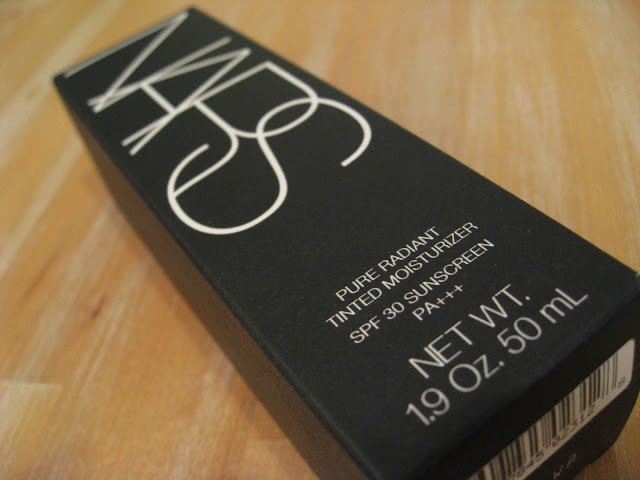 NARS
PURE RADIANT
TINTED MOISTURIZER
SPF 30 SUNSCREEN
PA+++
NET WT.
1.9 Oz. 50 mL